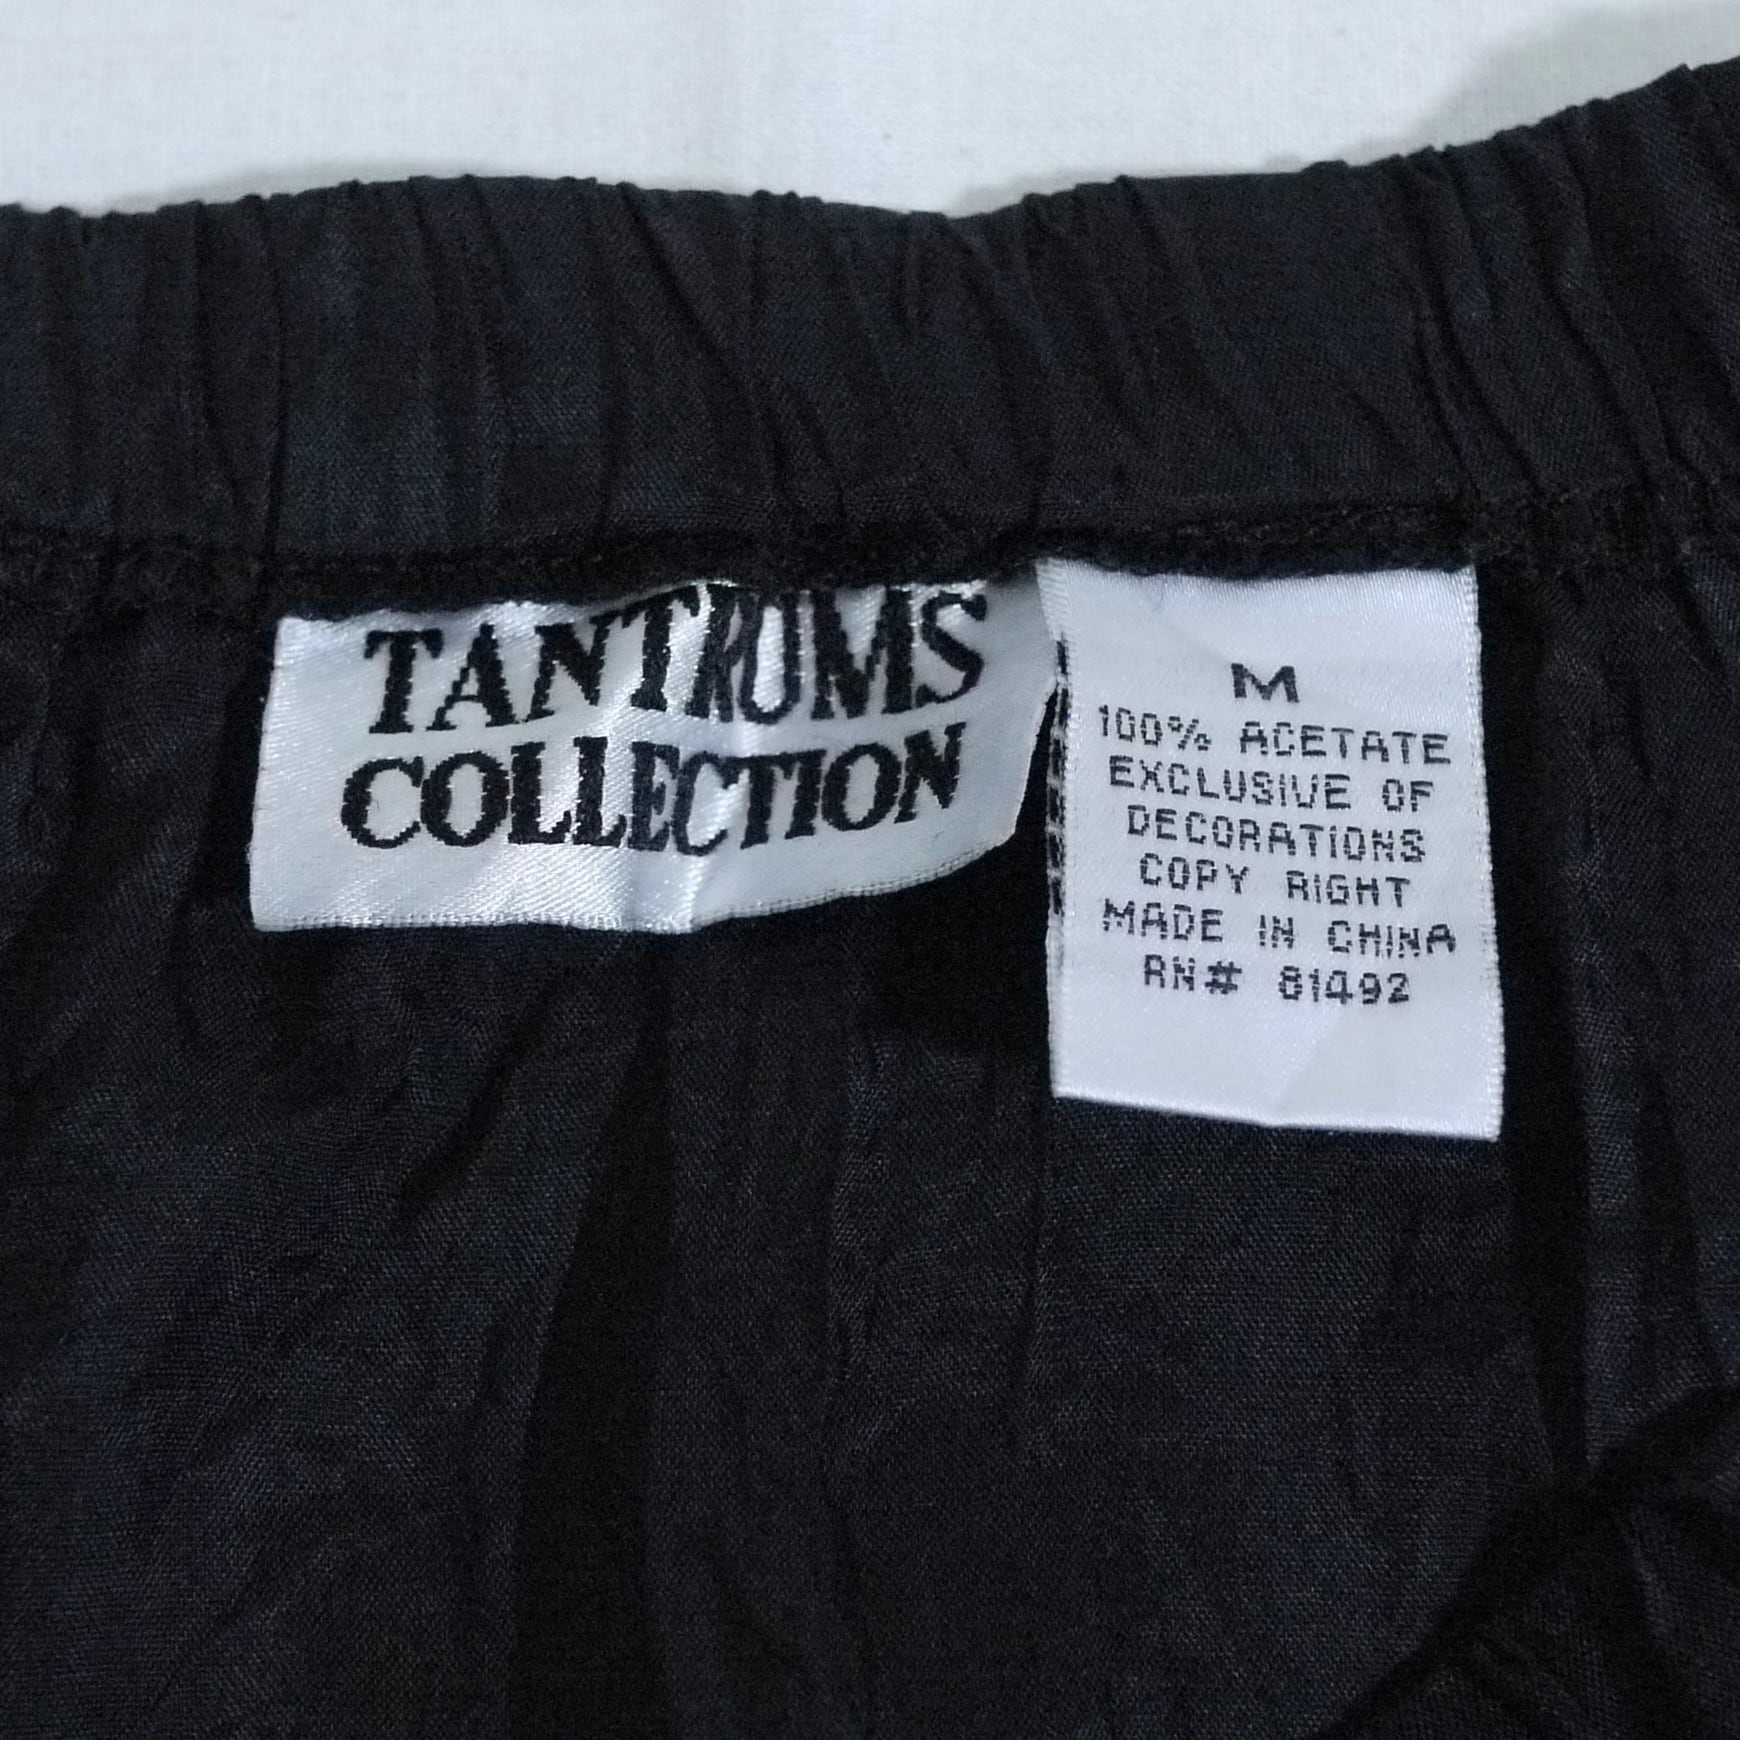 TANTRUMS
COLLECTION
M
100% ACETATE
EXCLUSIVE OF
DECORATIONS
COPY RIGHT
MADE IN CHINA
RN# 81492